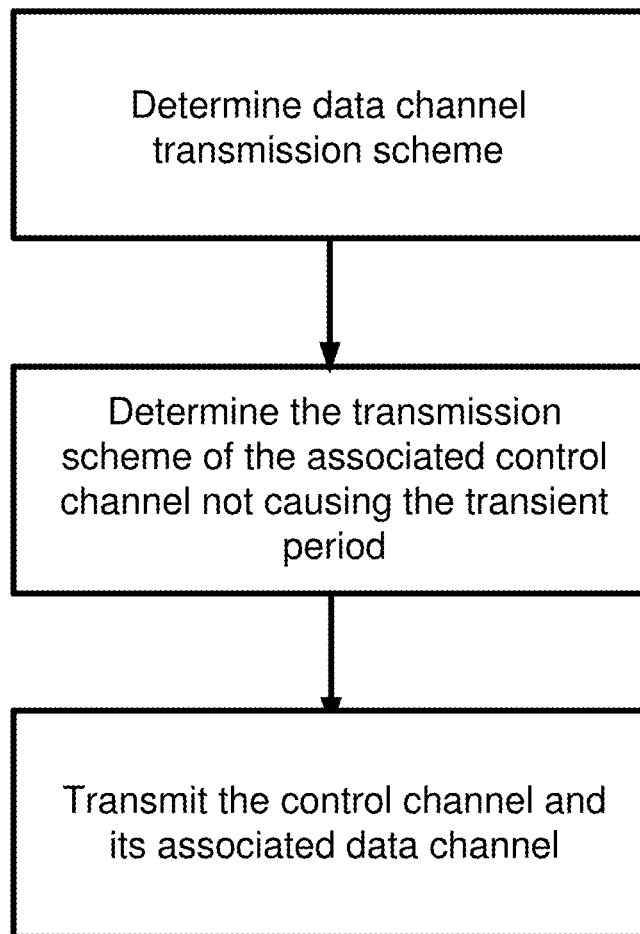 Determine data channel
transmission scheme
Determine the transmission
scheme of the associated control
channel not causing the transient
period
Transmit the control channel and
its associated data channel